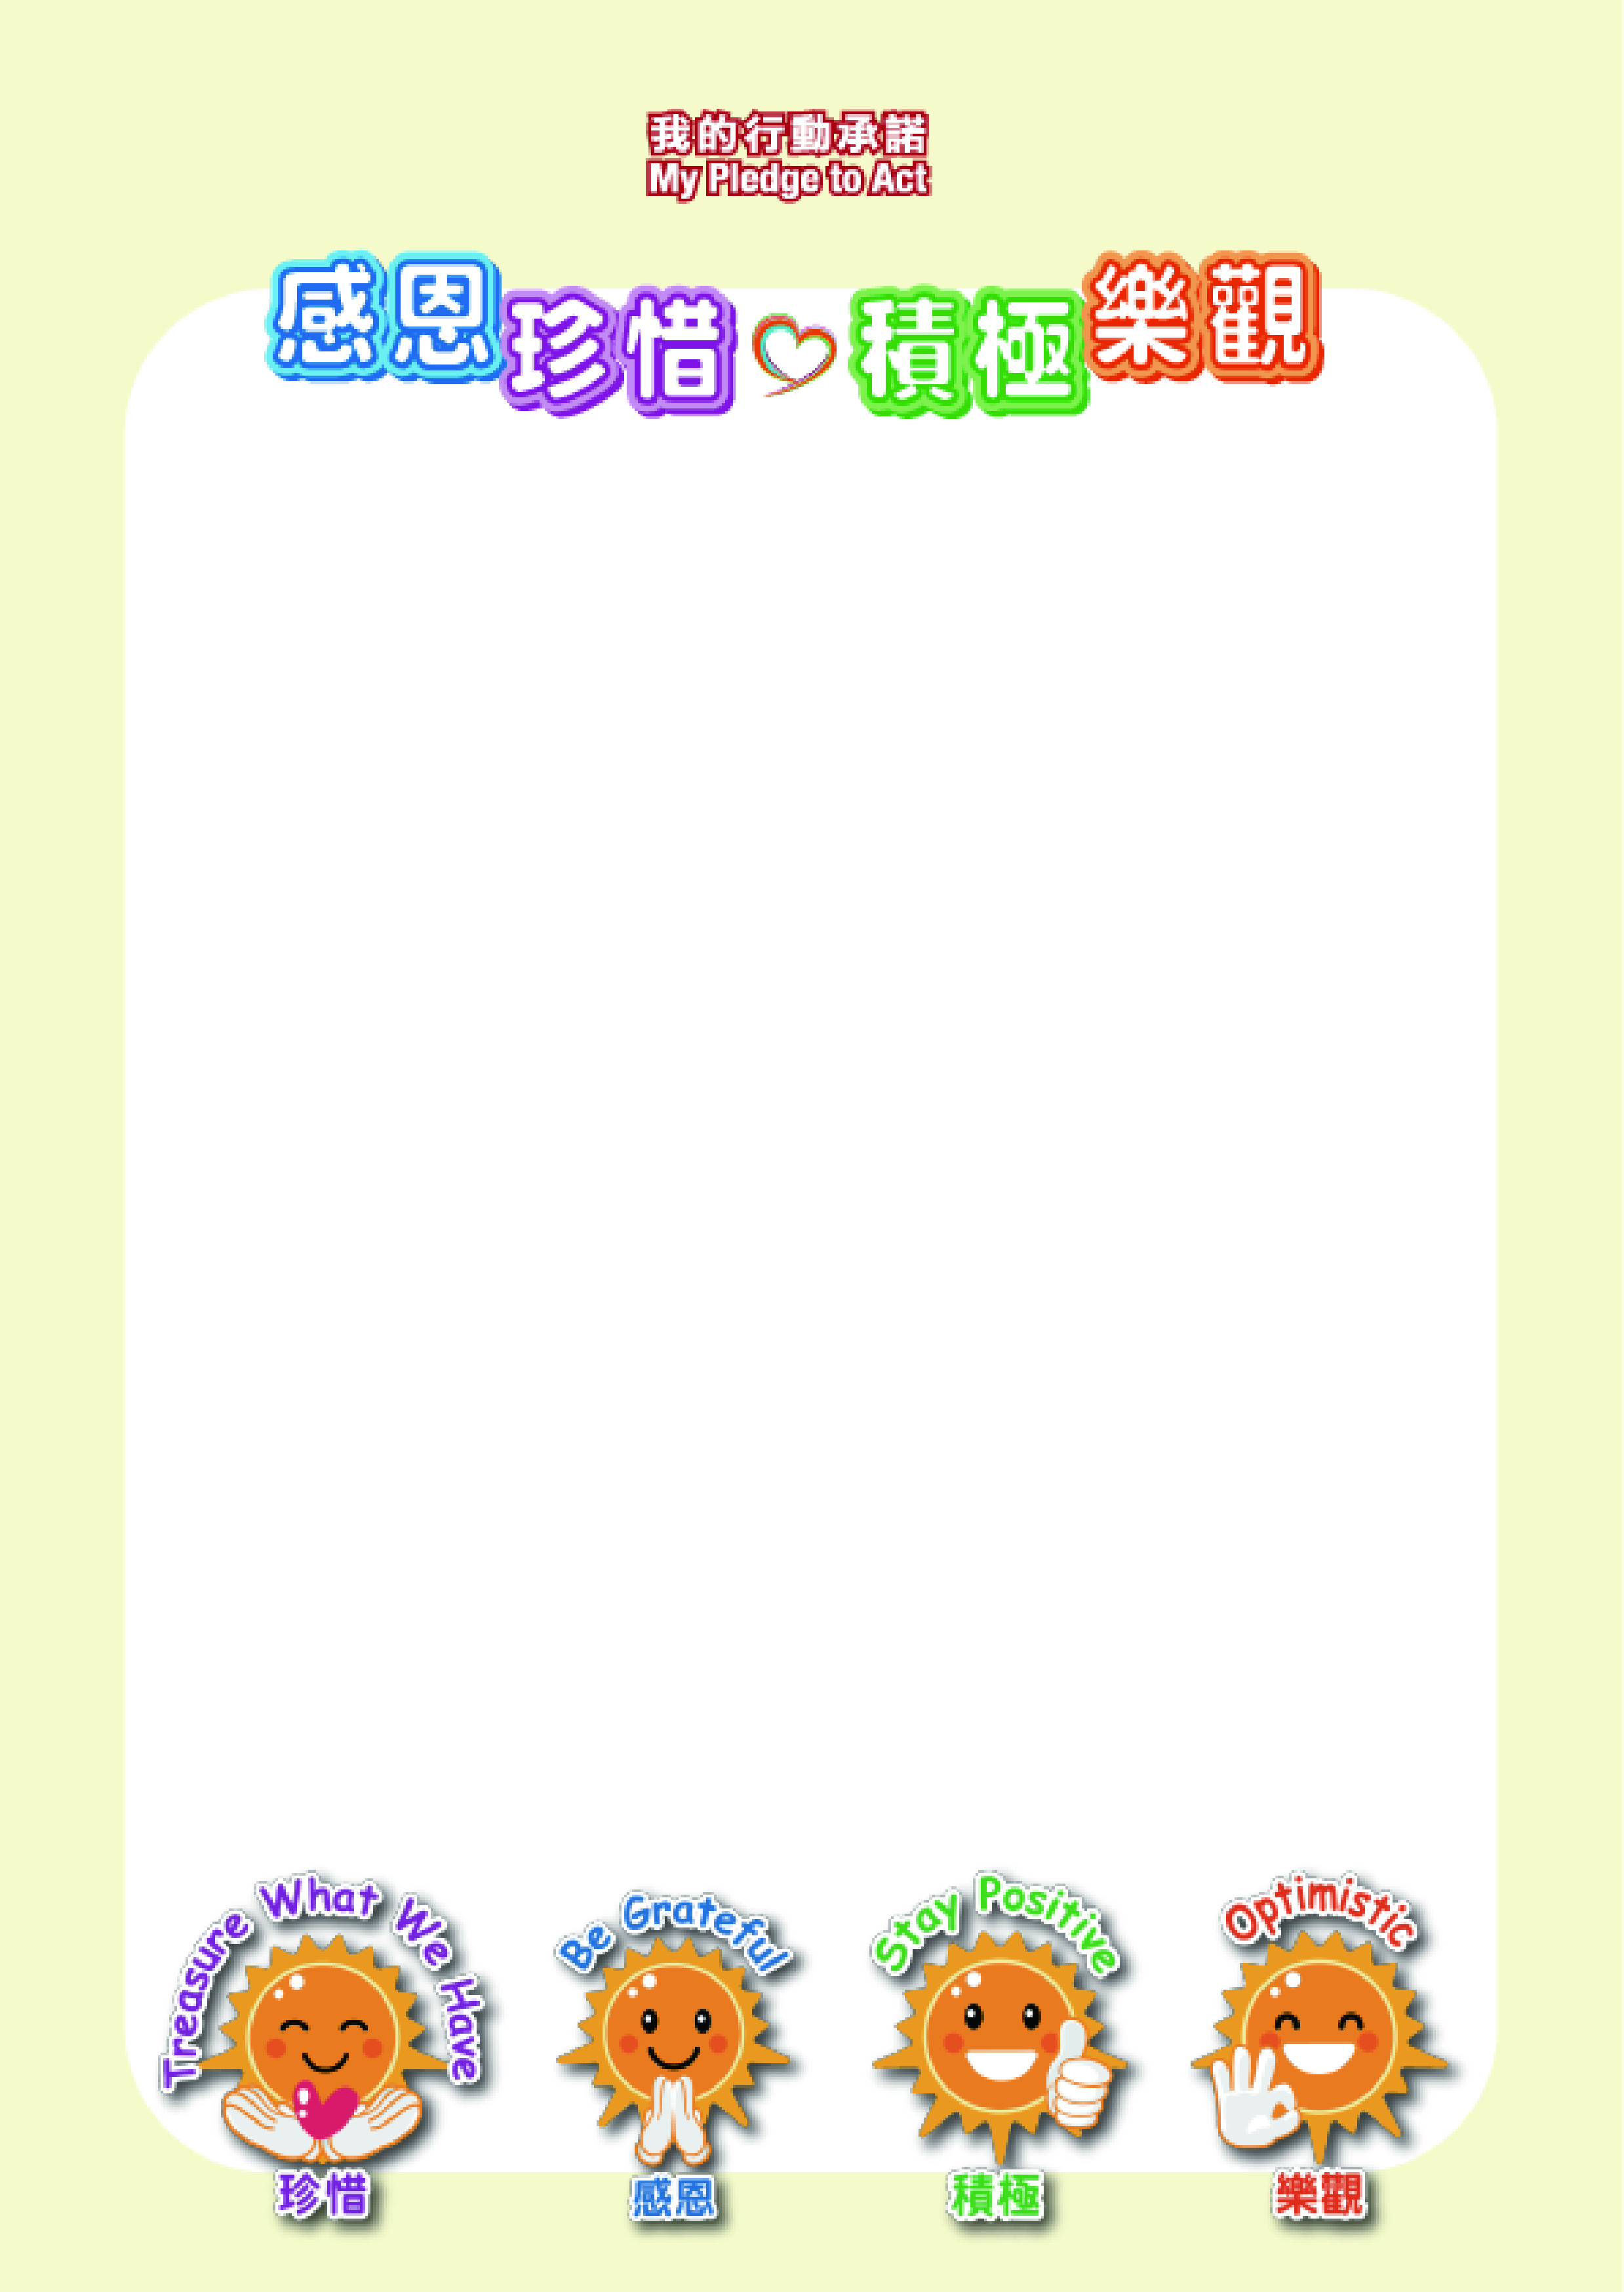 我的行動承諾
My Pledge to Act
感恩珍惜積極樂觀
Treasure What We Have
珍惜
Be Grateful
感恩
Stay Positive
積極
Optimistic
樂觀